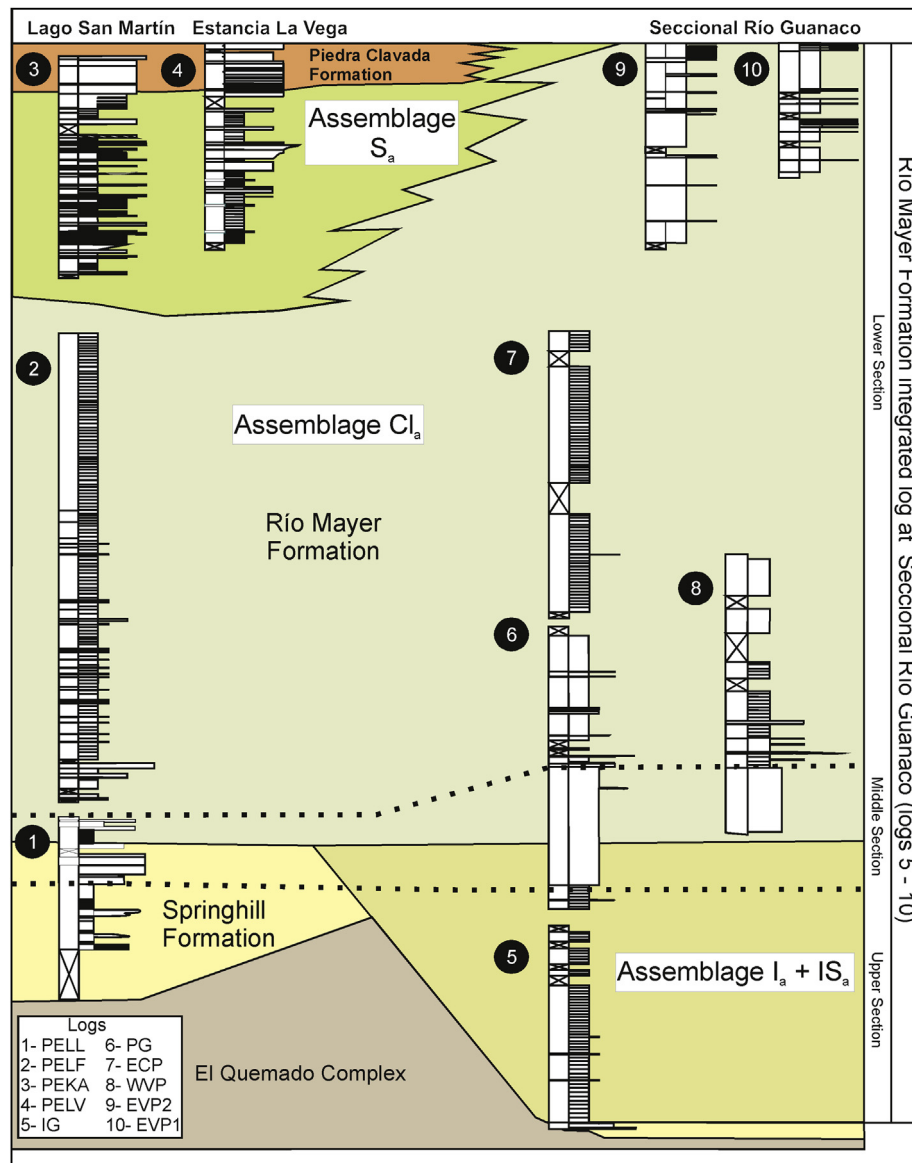 Lago San Martín Estancia La Vega Seccional Río Guanaco
3
4
Piedra Clavada
Formation
9
10
Assemblage
Sa
2
7
Assemblage Cla
Río Mayer
Formation
8
6
1
Springhill
Formation
5
Assemblage Ia + ISa
El Quemado Complex
Logs
1- PELL 6- PG
2- PELF 7- ECP
3- PEKA 8- WVP
4- PELV 9- EVP2
5- IG 10- EVP1
Lower Section
Middle Section
Upper Section
Río Mayer Formation integrated log at Seccional Río Guanaco (logs 5 - 10)